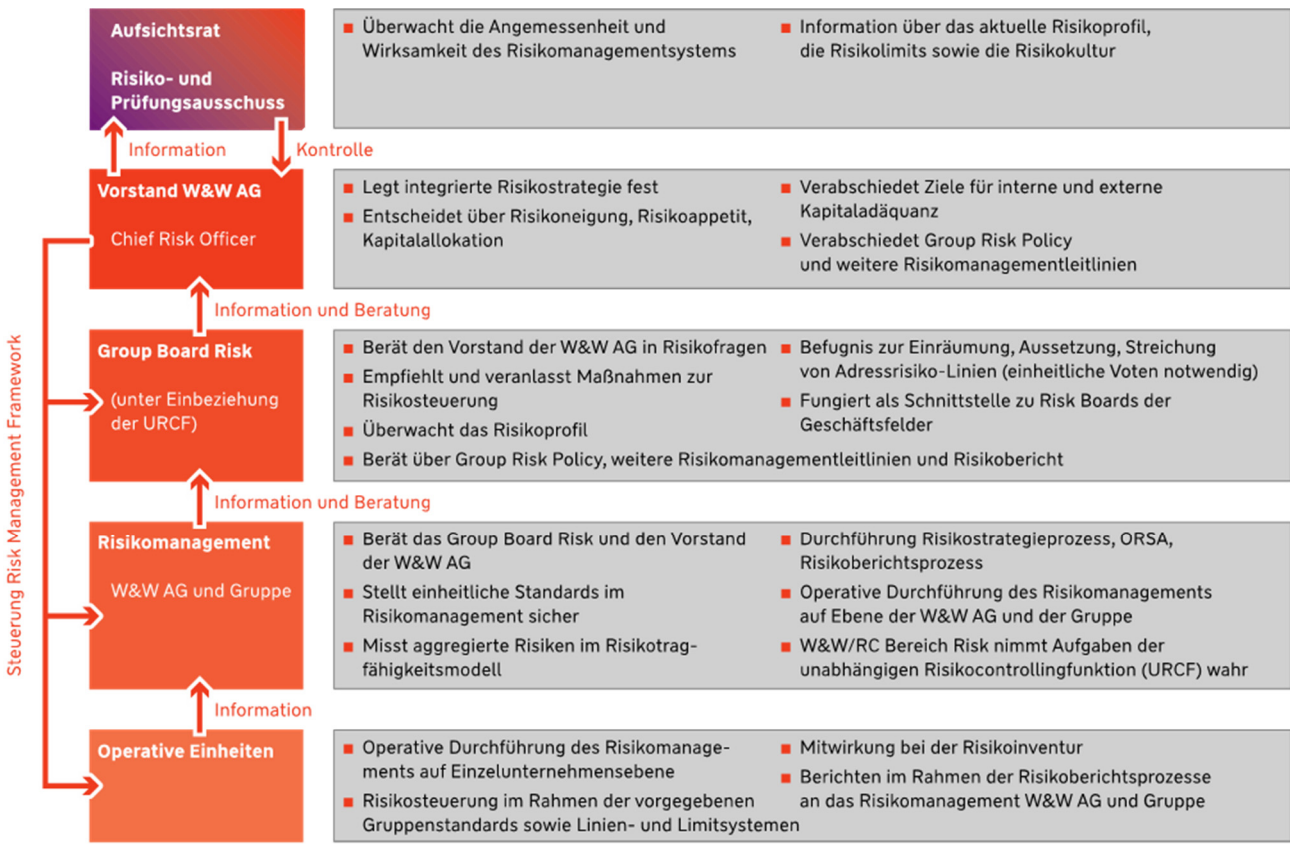 Aufsichtsrat
Risiko- und
Prüfungsausschuss
■ Überwacht die Angemessenheit und
Wirksamkeit des Risikomanagementsystems
■ Information über das aktuelle Risikoprofil,
die Risikolimits sowie die Risikokultur
Information
Kontrolle
Vorstand W&W AG
Chief Risk Officer
■ Legt integrierte Risikostrategie fest
■ Entscheidet über Risikoneigung, Risikoappetit,
Kapitalallokation
■ Verabschiedet Ziele für interne und externe
Kapitaladäquanz
■ Verabschiedet Group Risk Policy
und weitere Risikomanagementleitlinien
Information und Beratung
Group Board Risk
(unter Einbeziehung
der URCF)
■ Berät den Vorstand der W&W AG in Risikofragen
■ Empfiehlt und veranlasst Maßnahmen zur
Risikosteuerung
■ Überwacht das Risikoprofil
■ Berät über Group Risk Policy, weitere Risikomanagementleitlinien und Risikobericht
■ Befugnis zur Einräumung, Aussetzung, Streichung
von Adressrisiko-Linien (einheitliche Voten notwendig)
■ Fungiert als Schnittstelle zu Risk Boards der
Geschäftsfelder
Information und Beratung
Risikomanagement
W&W AG und Gruppe
■ Berät das Group Board Risk und den Vorstand
der W&W AG
■ Stellt einheitliche Standards im
Risikomanagement sicher
■ Misst aggregierte Risiken im Risikotrag-
fähigkeitsmodell
■ Durchführung Risikostrategieprozess, ORSA,
Risikoberichtsprozess
■ Operative Durchführung des Risikomanagements
auf Ebene der W&W AG und der Gruppe
■ W&W/RC Bereich Risk nimmt Aufgaben der
unabhängigen Risikocontrollingfunktion (URCF) wahr
Information
Operative Einheiten
■ Operative Durchführung des Risikomanage-
ments auf Einzelunternehmensebene
■ Risikosteuerung im Rahmen der vorgegebenen
Gruppenstandards sowie Linien- und Limitsystemen
■ Mitwirkung bei der Risikoinventur
■ Berichten im Rahmen der Risikoberichtsprozesse
an das Risikomanagement W&W AG und Gruppe
Steuerung Risk Management Framework